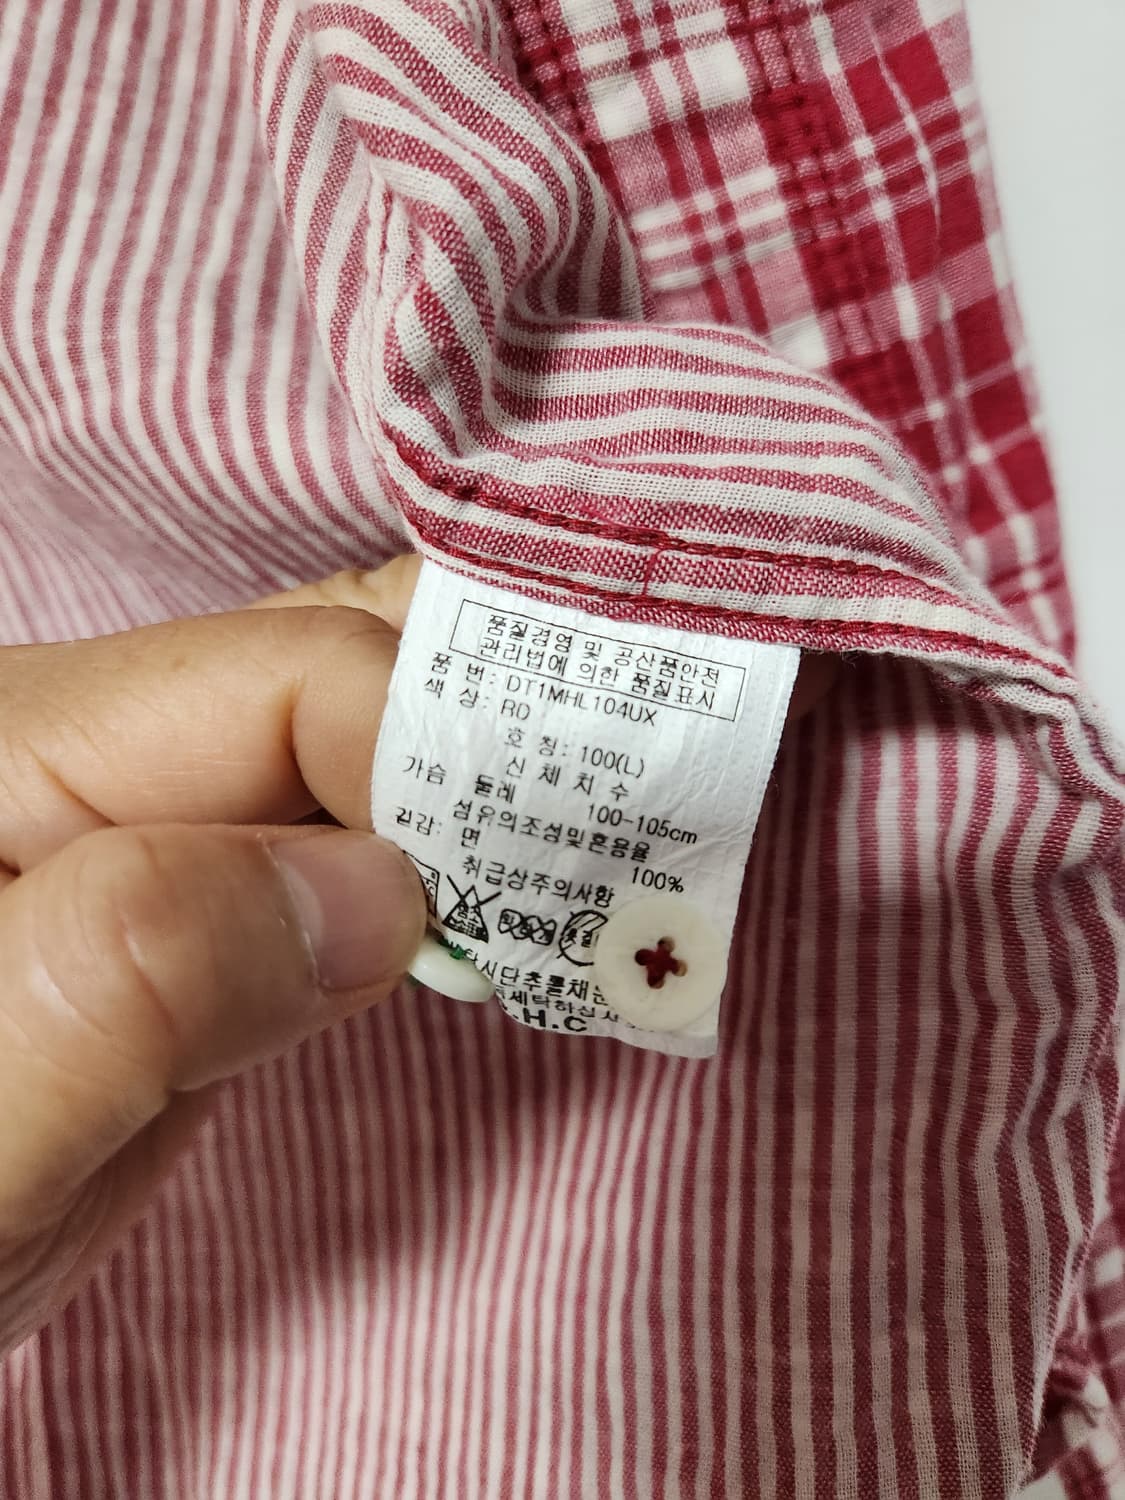 품질경영 및 공산품안전
관리법에 의한 품질표시
품 번: DT1MHL104UX
색 상: RD
호 칭: 100(L)
신 체 치 수
가슴 둘레 100-105cm
섬유의조성및혼용율
겉감: 면 100%
취급상주의사항
.H.C